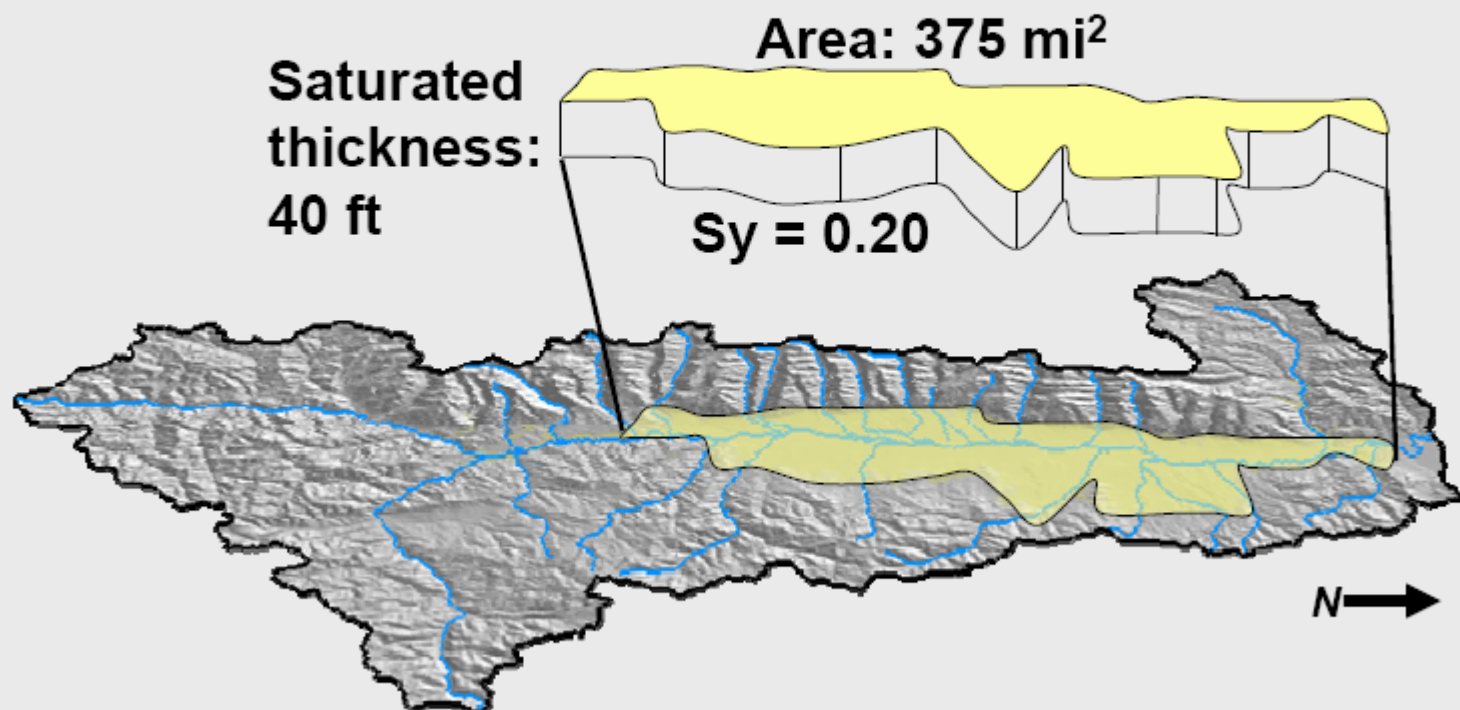 Area: 375 mi²
Saturated
thickness:
40 ft
Sy = 0.20
N